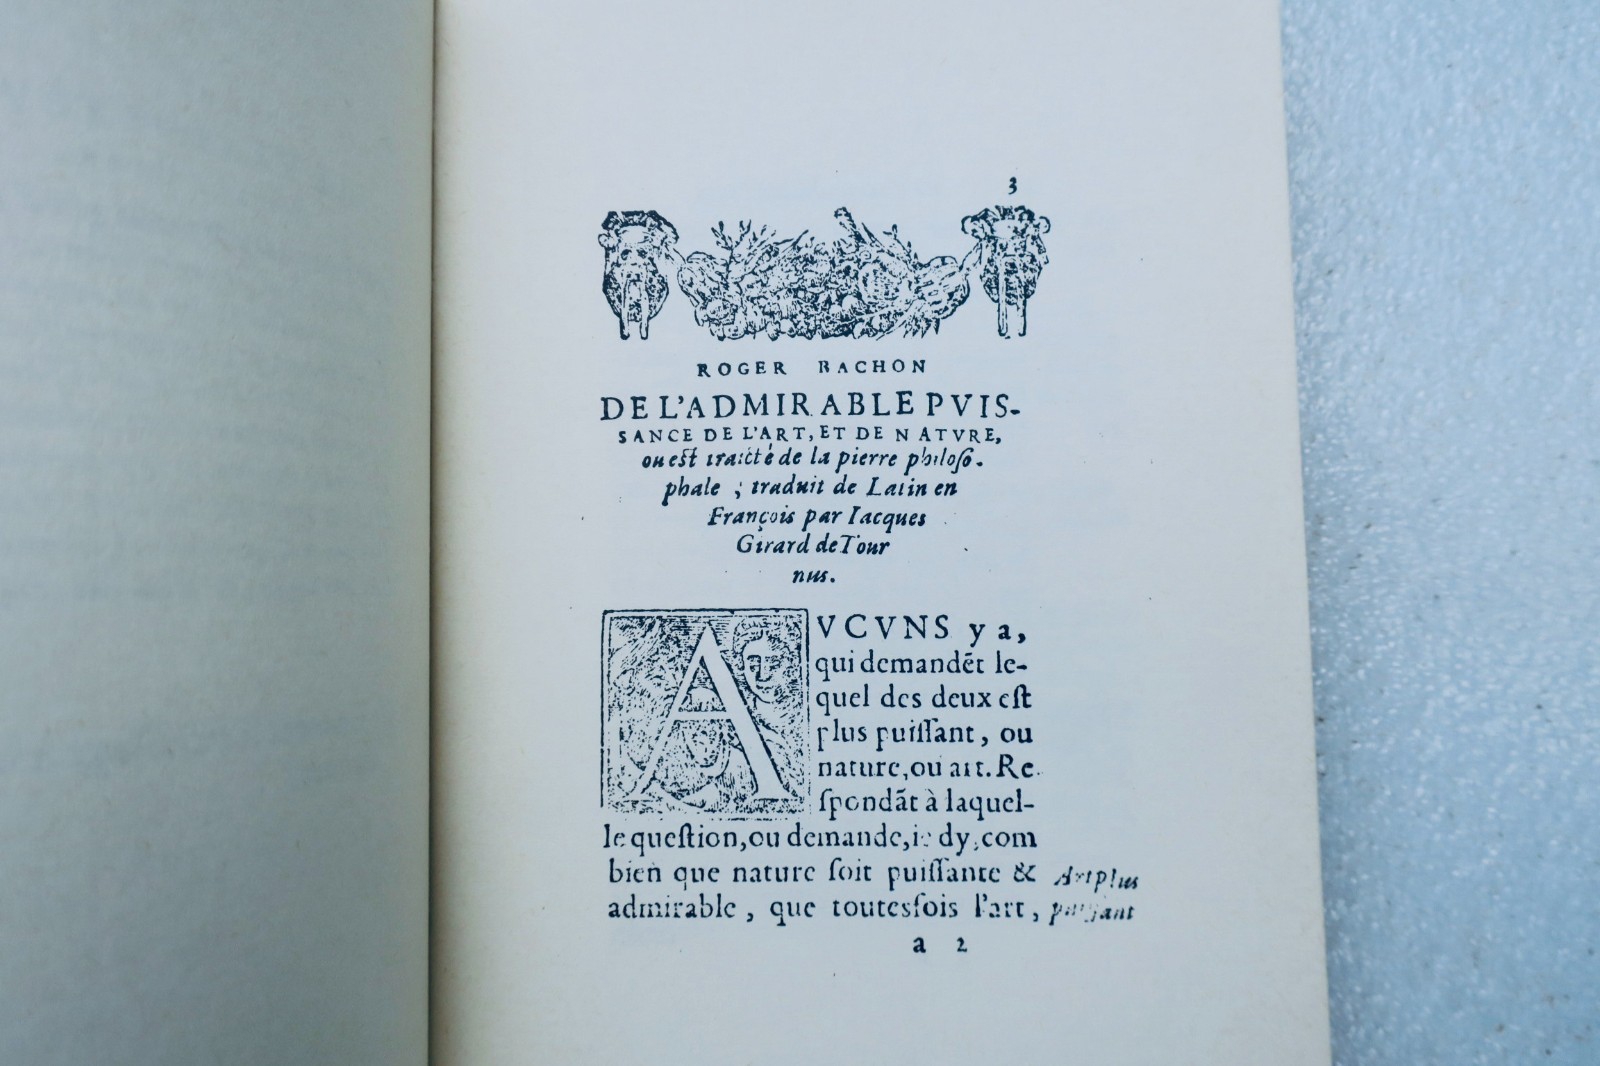 3
ROGER BACHON
DE L'ADMIRABLE PVIS-
SANCE DE L'ART, ET DE NATVRE,
ou est traicté de la pierre philoso-
phale ; traduit de Latin en
François par Iacques
Girard de Tour
nus.
AVCVNS y a,
qui demandẽt le-
quel des deux est
plus puiſſant, ou
nature, ou art. Re
ſpondãt à laquel-
le queſtion, ou demande, ie dy, com
bien que nature ſoit puiſſante &
admirable, que toutesfois l'art,
Art plus
puiſſant
a 2